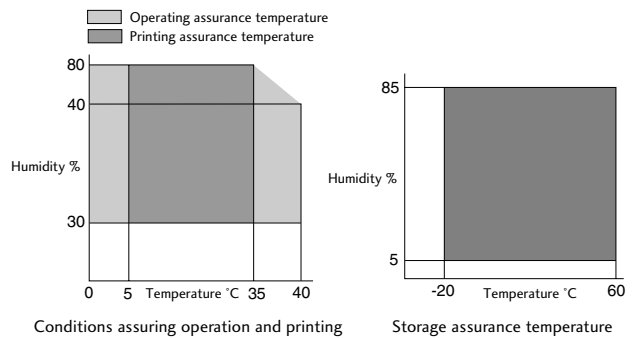 Operating assurance temperature
Printing assurance temperature
80
40
Humidity %
30
0 5 Temperature ˚C 35 40
Conditions assuring operation and printing
85
Humidity %
5
-20 Temperature ˚C 60
Storage assurance temperature